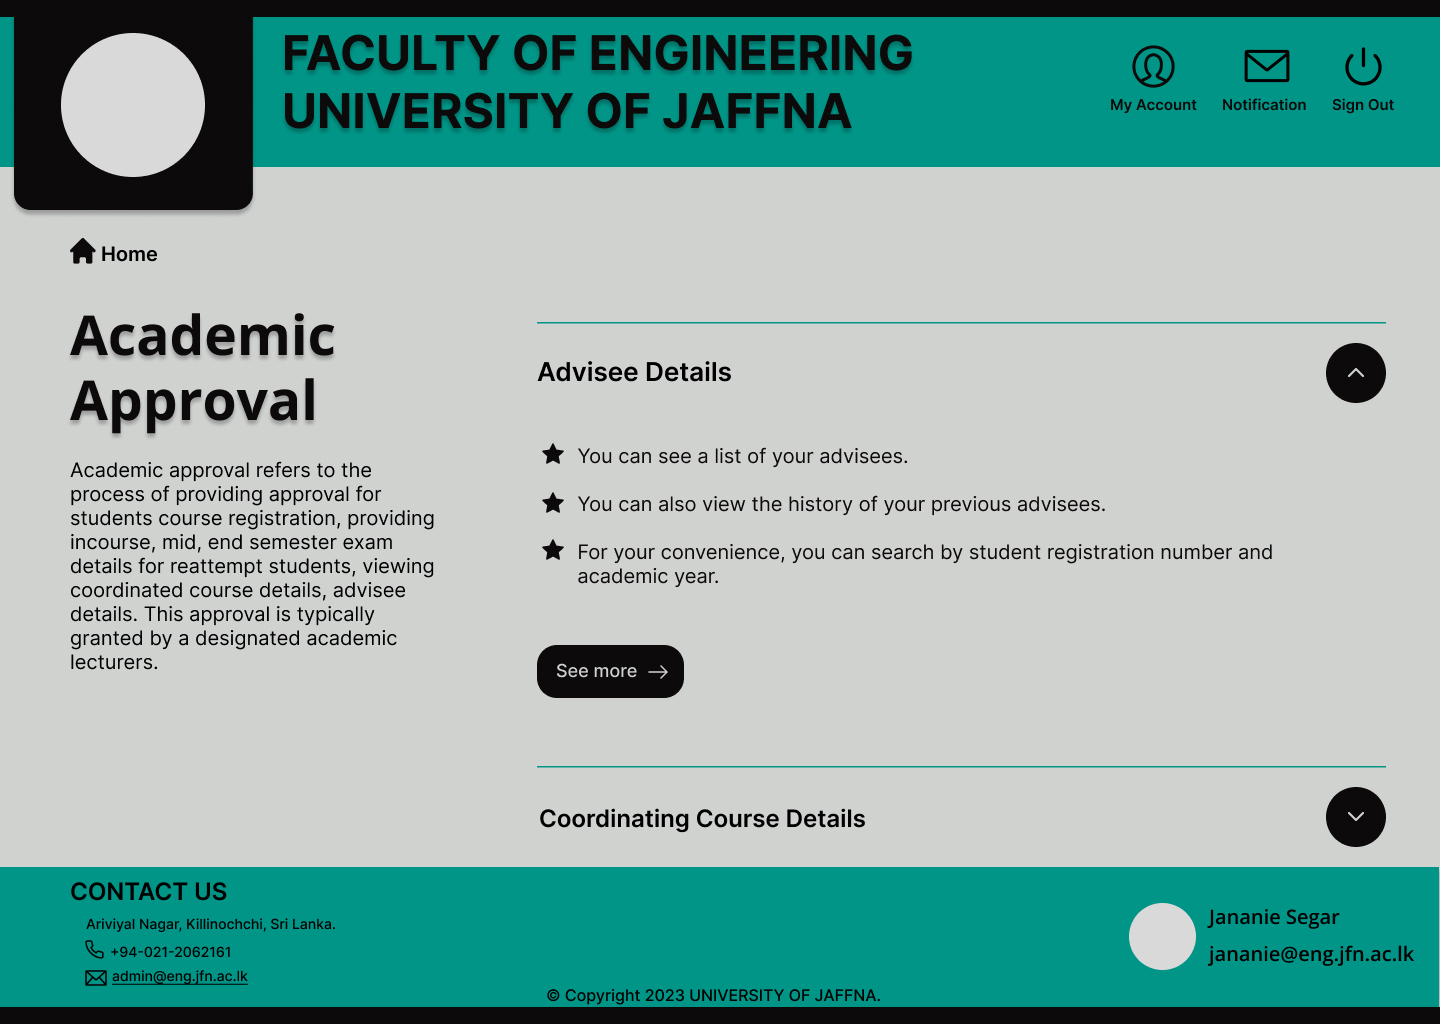 FACULTY OF ENGINEERING
UNIVERSITY OF JAFFNA
My Account
Notification
Sign Out
Home
Academic
Approval
Academic approval refers to the
process of providing approval for
students course registration, providing
incourse, mid, end semester exam
details for reattempt students, viewing
coordinated course details, advisee
details. This approval is typically
granted by a designated academic
lecturers.
Advisee Details
You can see a list of your advisees.
You can also view the history of your previous advisees.
For your convenience, you can search by student registration number and
academic year.
See more
Coordinating Course Details
CONTACT US
Ariviyal Nagar, Killinochchi, Sri Lanka.
+94-021-2062161
admin@eng.jfn.ac.lk
© Copyright 2023 UNIVERSITY OF JAFFNA.
Jananie Segar
jananie@eng.jfn.ac.lk